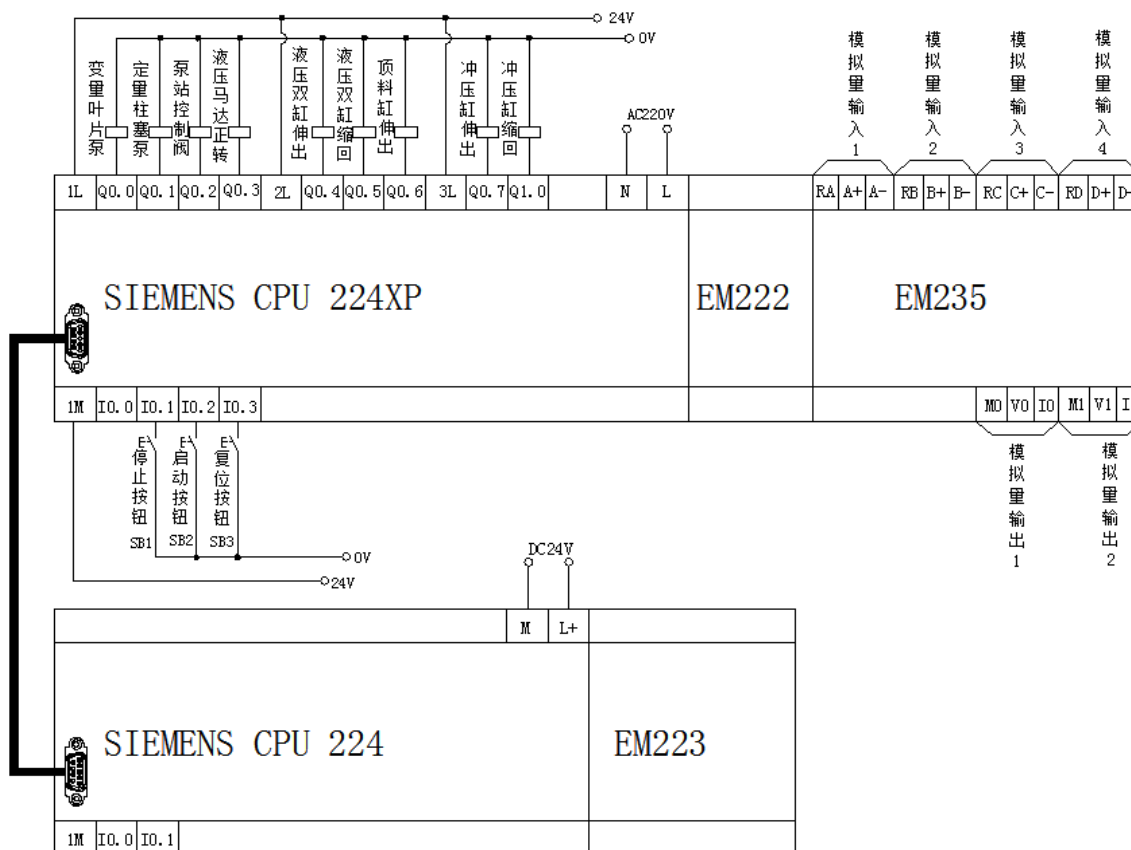 24V
0V
变量叶片泵
定量柱塞泵
泵站控制阀
液压马达正转
液压双缸伸出
液压双缸缩回
顶料缸伸出
冲压缸伸出
冲压缸缩回
AC220V
模拟量输入1
模拟量输入2
模拟量输入3
模拟量输入4
1L Q0.0 Q0.1 Q0.2 Q0.3 2L Q0.4 Q0.5 Q0.6 3L Q0.7 Q1.0 N L RA A+ A- RB B+ B- RC C+ C- RD D+ D-
SIEMENS CPU 224XP EM222 EM235
1M I0.0 I0.1 I0.2 I0.3 M0 V0 I0 M1 V1 I
E E E
停止按钮
SB1
启动按钮
SB2
复位按钮
SB3
模拟量输出1
模拟量输出2
0V
24V
DC24V
M L+
SIEMENS CPU 224 EM223
1M I0.0 I0.1